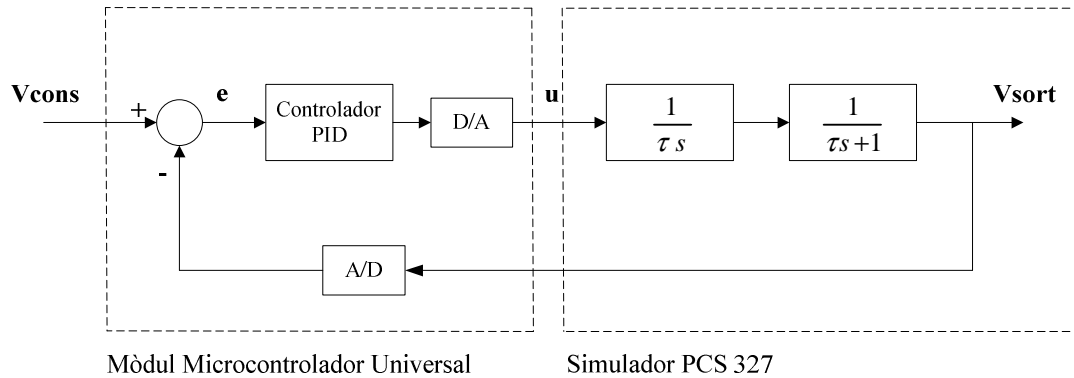 Vcons
+
-
e
Controlador
PID
D/A
u
1
τ s
1
τs+1
Vsort
A/D
Mòdul Microcontrolador Universal
Simulador PCS 327